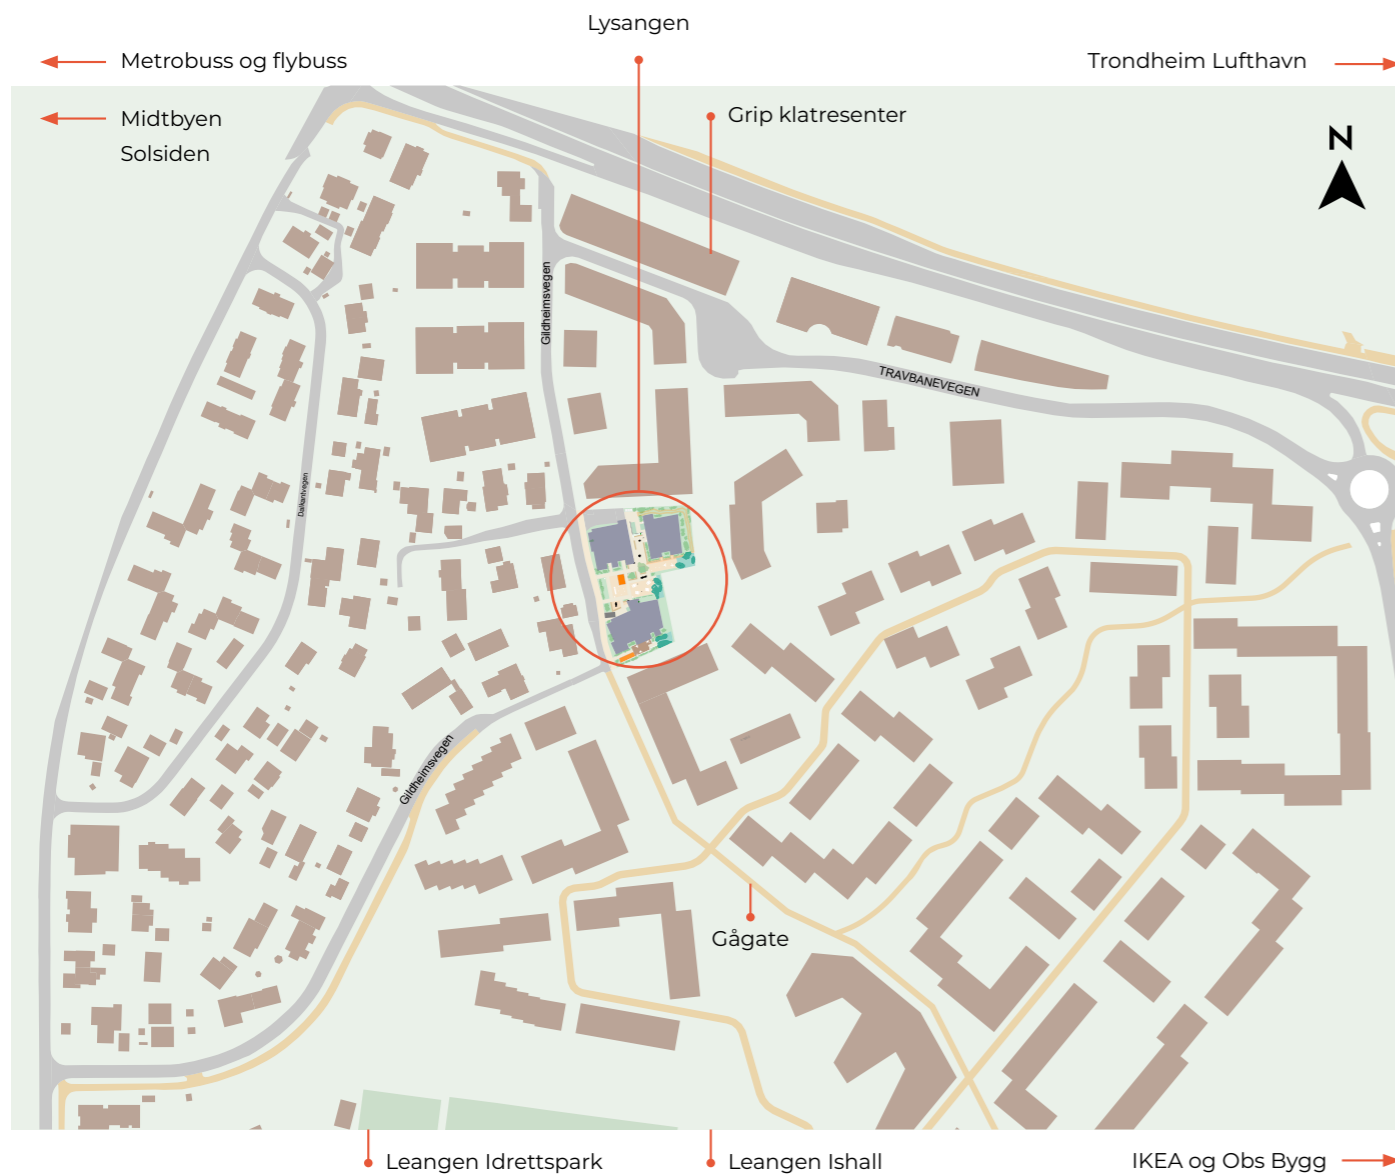 Lysangen
Metrobuss og flybuss
Trondheim Lufthavn
Midtbyen
Solsiden
Grip klatresenter
N
Gildheimsvegen
TRAVBANEVEGEN
Dalkantvegen
Gildheimsvegen
Gågate
Leangen Idrettspark
Leangen Ishall
IKEA og Obs Bygg